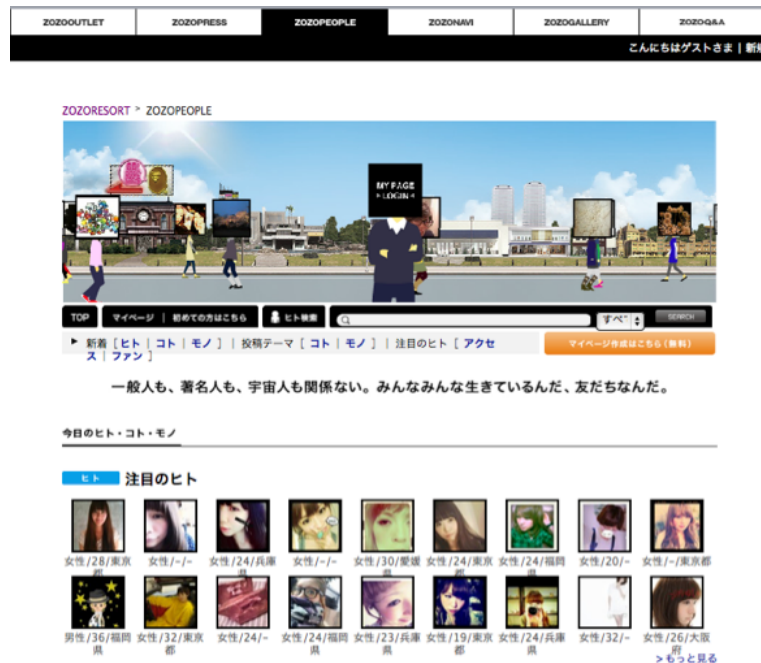 ZOZOOUTLET ZOZOPRESS ZOZOPEOPLE ZOZONAVI ZOZOGALLERY ZOZOQ&A
こんにちはゲストさま | 新規
ZOZORESORT > ZOZOPEOPLE
MY PAGE
LOGIN
TOP マイページ | 初めての方はこちら ヒト検索 すべ SEARCH
▶ 新着 [ ヒト | コト | モノ ] | 投稿テーマ [ コト | モノ ] | 注目のヒト [ アクセ
ス | ファン ]
マイページ作成はこちら(無料)
一般人も、著名人も、宇宙人も関係ない。みんなみんな生きているんだ、友だちなんだ。
今日のヒト・コト・モノ
ヒト 注目のヒト
女性/28/東京 女性/-/- 女性/24/兵庫 女性/-/- 女性/30/愛媛 女性/24/東京 女性/24/福岡 女性/20/- 女性/-/東京都
都 県 県 都 県
男性/36/福岡 女性/32/東京 女性/24/- 女性/24/福岡 女性/23/兵庫 女性/19/東京 女性/24/兵庫 女性/32/- 女性/26/大阪
県 都 県 県 都 県 府
>もっと見る